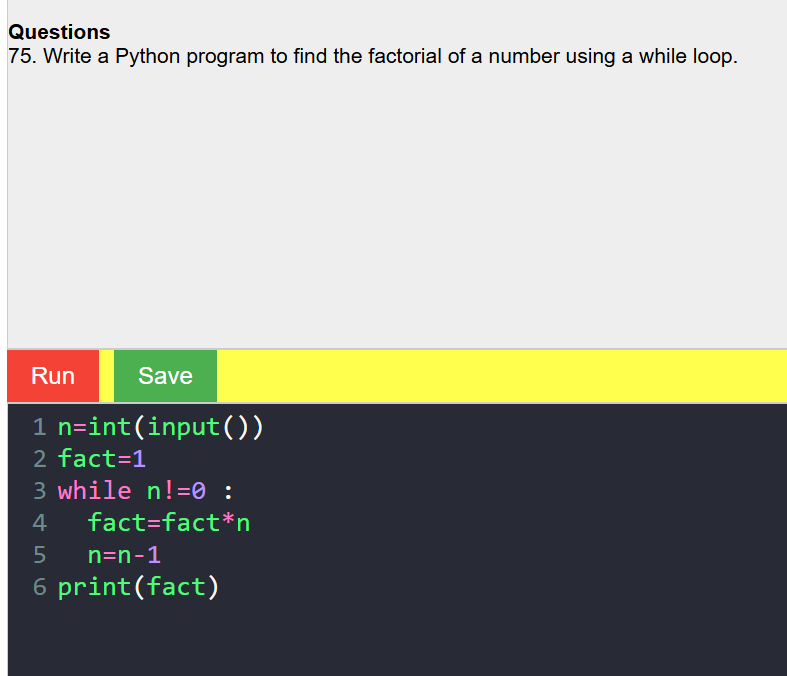 Questions
75. Write a Python program to find the factorial of a number using a while loop.
Run Save
1 n=int(input())
2 fact=1
3 while n!=0 :
4   fact=fact*n
5   n=n-1
6 print(fact)